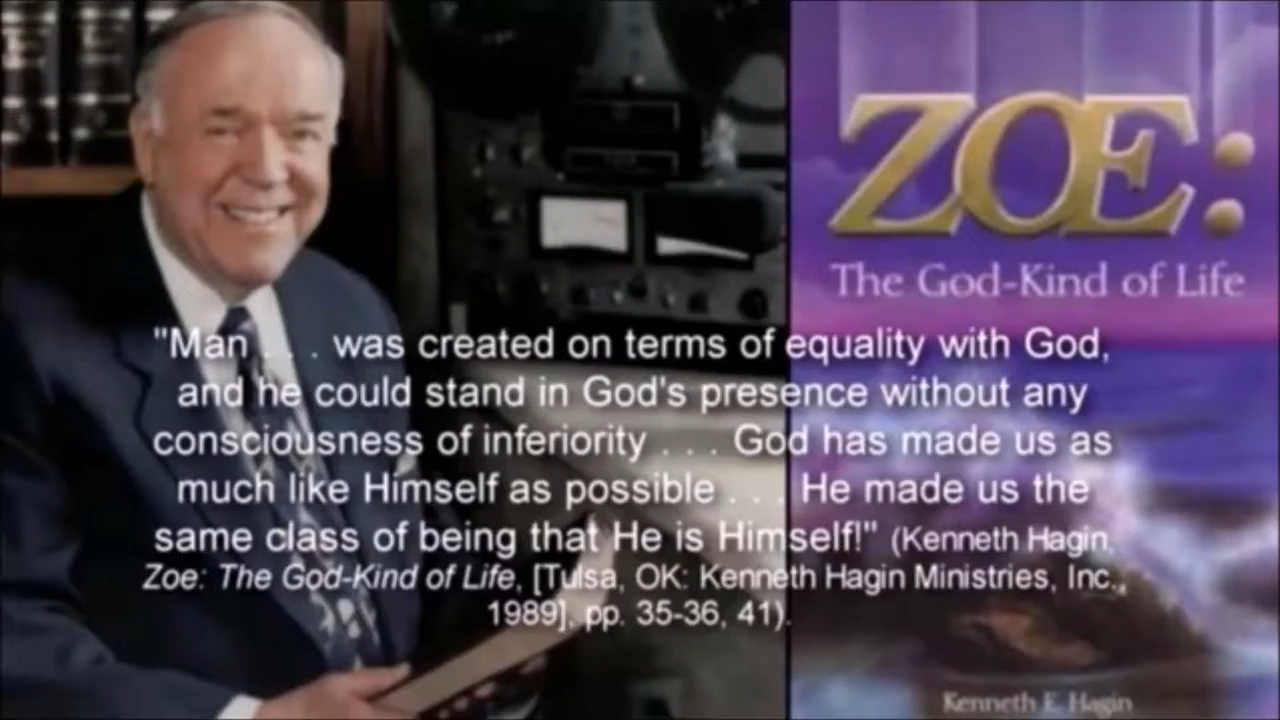 ZOE:
The God-Kind of Life
"Man . . . was created on terms of equality with God,
and he could stand in God's presence without any
consciousness of inferiority . . . God has made us as
much like Himself as possible . . . He made us the
same class of being that He is Himself!" (Kenneth Hagin,
Zoe: The God-Kind of Life, [Tulsa, OK: Kenneth Hagin Ministries, Inc.,
1989], pp. 35-36, 41).
Kenneth E. Hagin